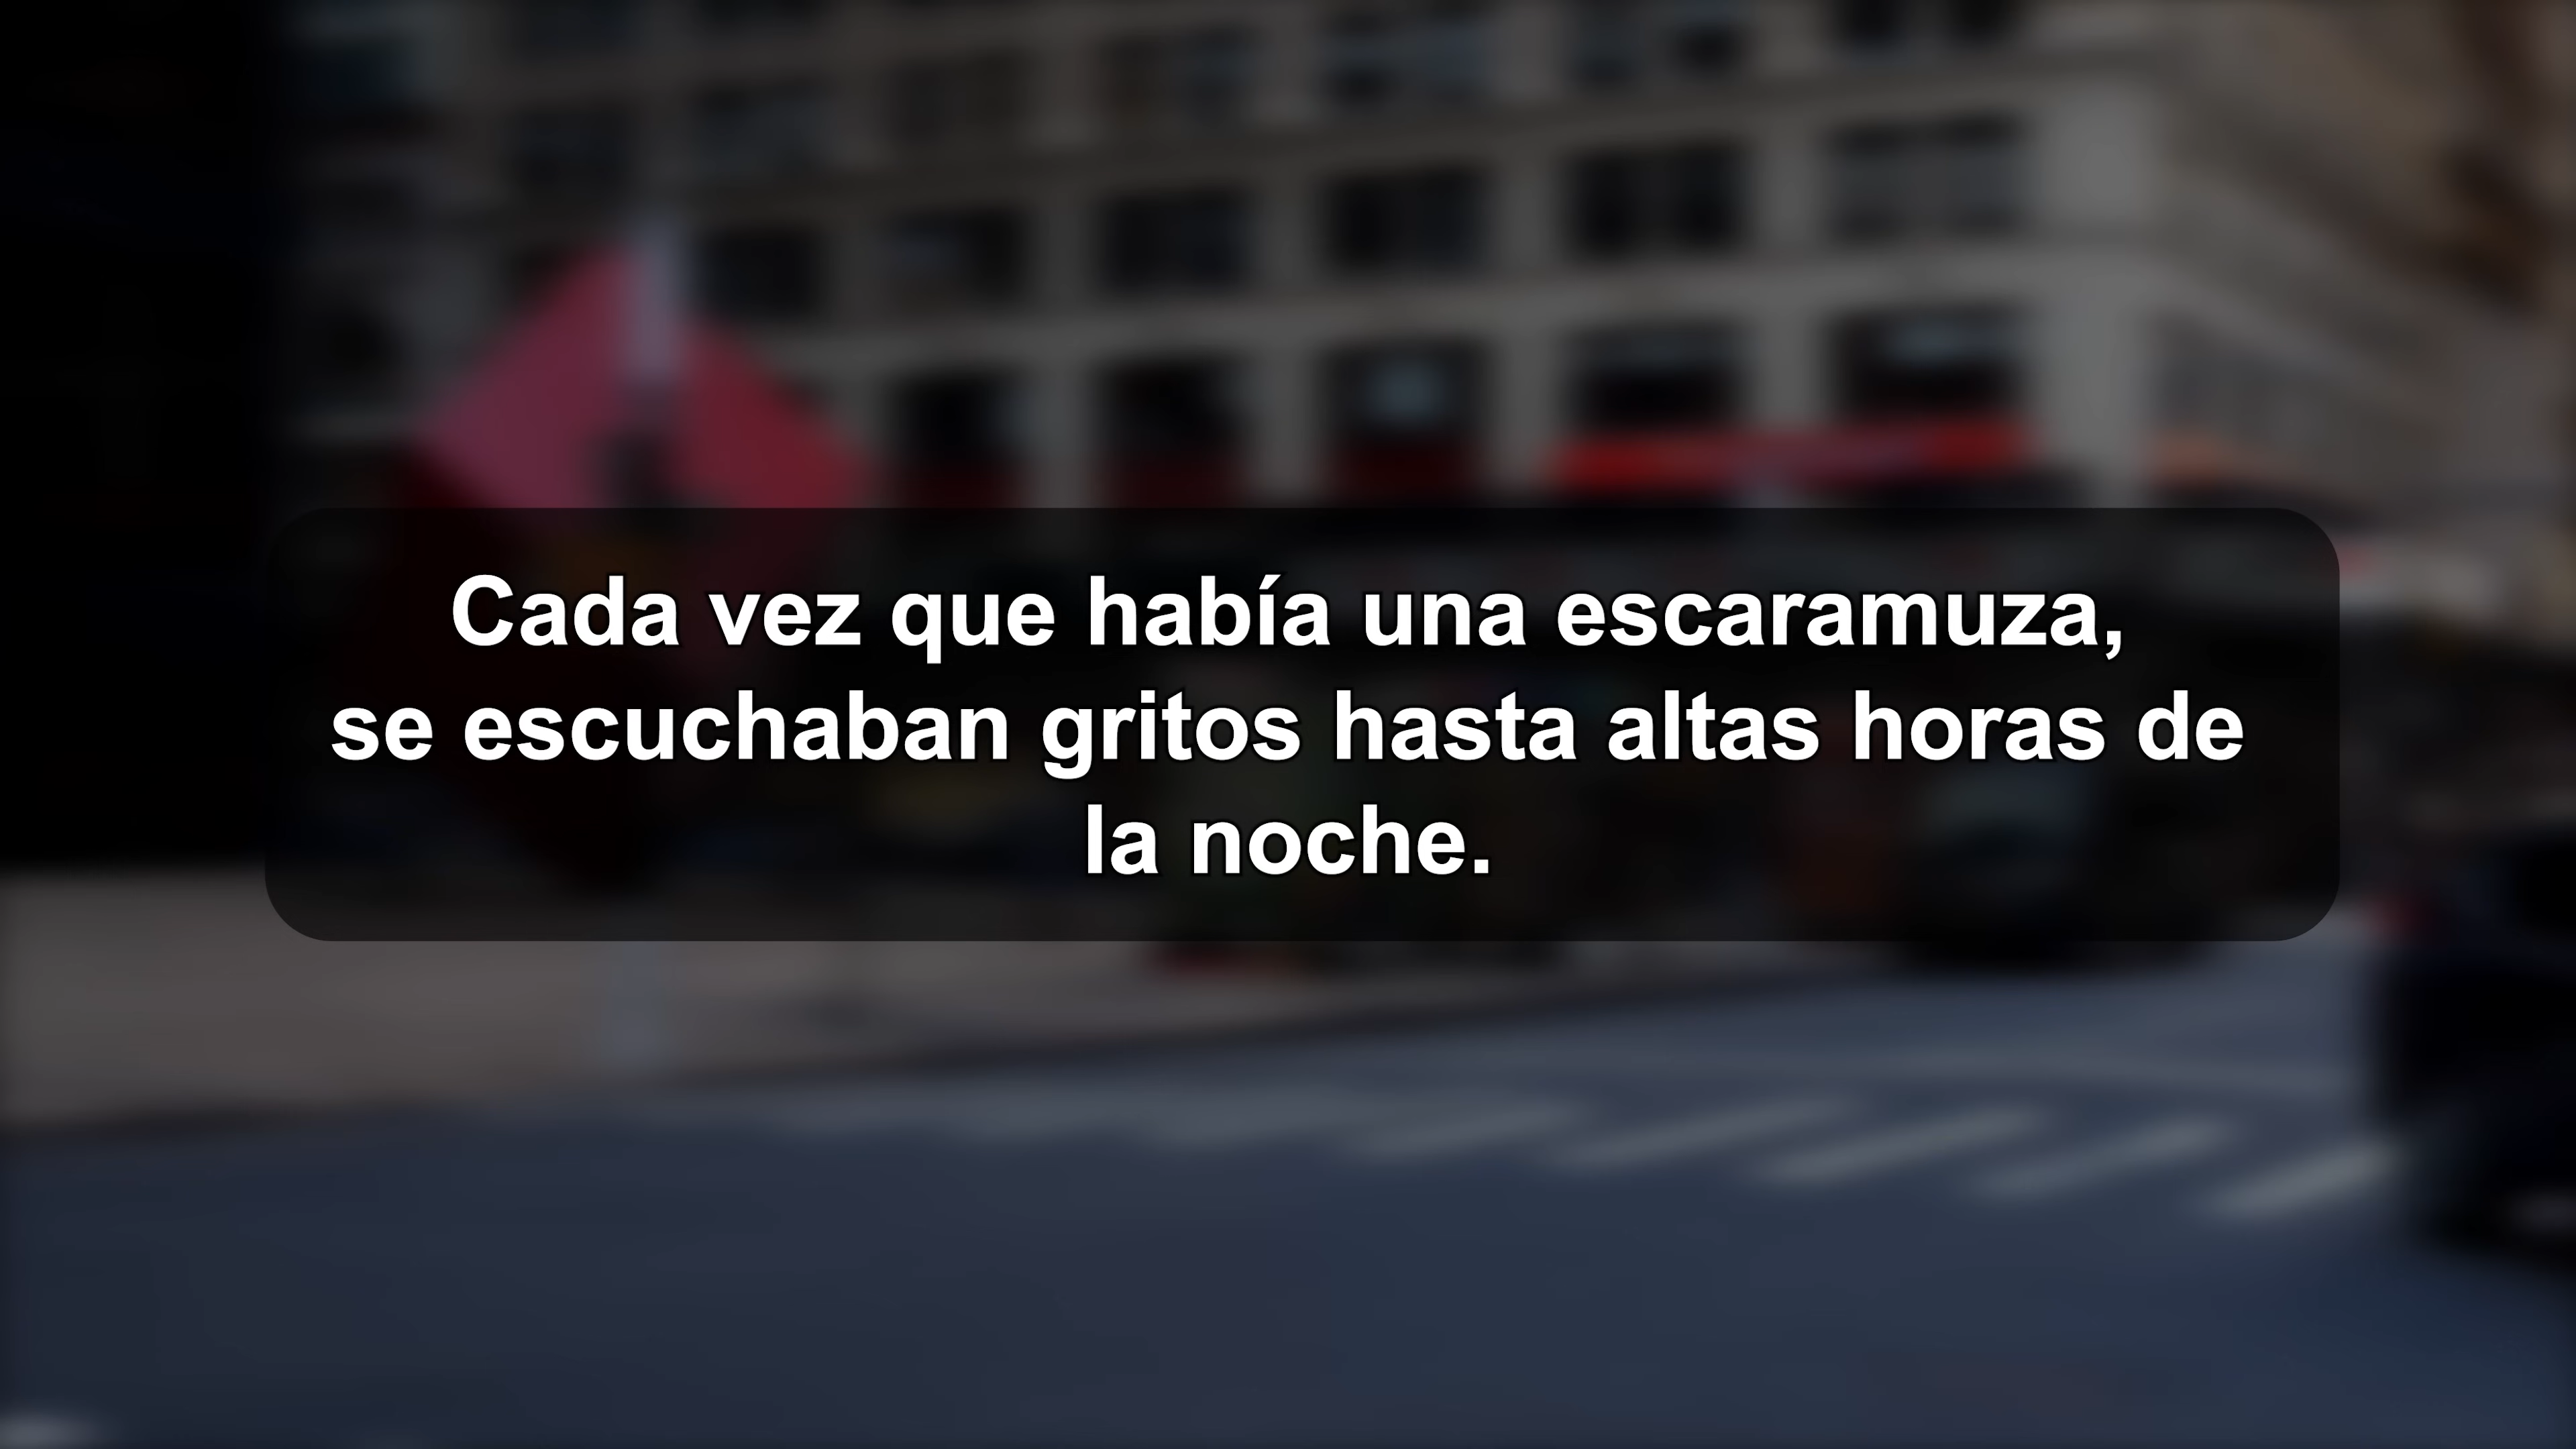 Cada vez que había una escaramuza,
se escuchaban gritos hasta altas horas de
la noche.